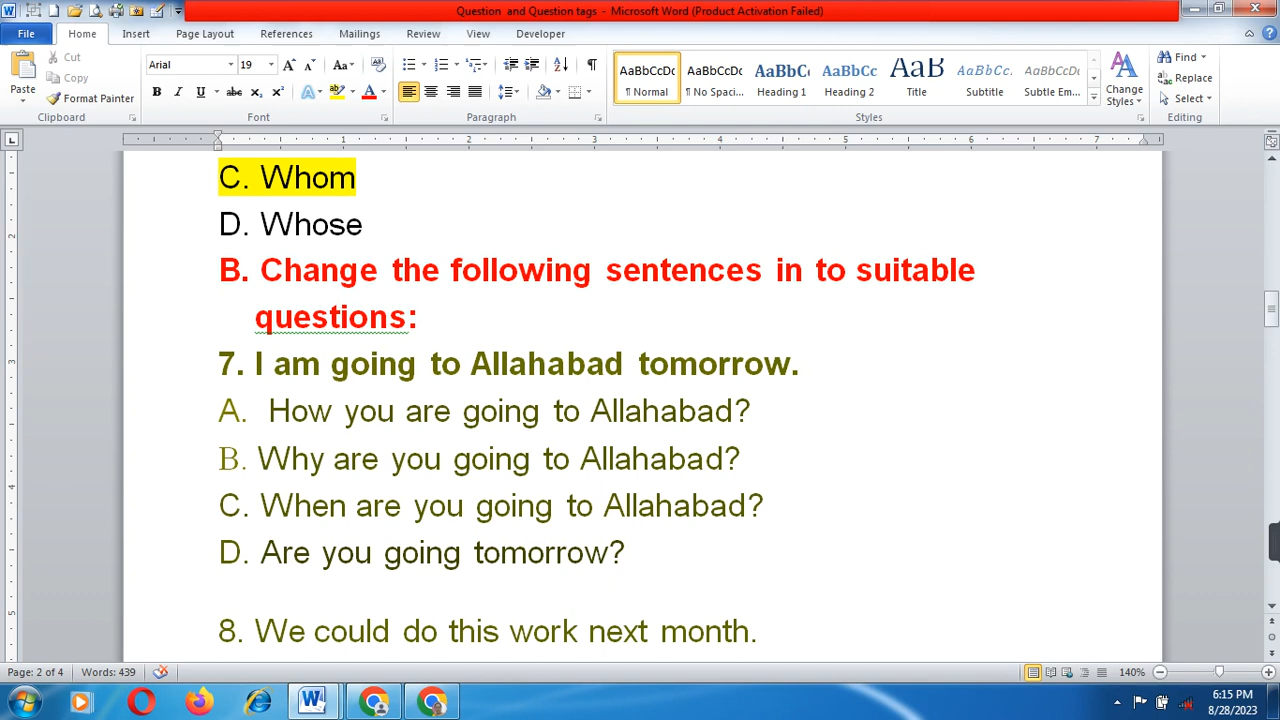 Question and Question tags - Microsoft Word (Product Activation Failed)
File Home Insert Page Layout References Mailings Review View Developer
Cut
Copy
Paste
Format Painter
Clipboard
Arial 19
Font
Paragraph
AaBbCcDc AaBbCcDc AaBbC AaBbCc AaB AaBbCc. AaBbCcDc
¶ Normal ¶ No Spaci... Heading 1 Heading 2 Title Subtitle Subtle Em...
Change Styles
Styles
Find
Replace
Select
Editing
C. Whom
D. Whose
B. Change the following sentences in to suitable
questions:
7. I am going to Allahabad tomorrow.
A. How you are going to Allahabad?
B. Why are you going to Allahabad?
C. When are you going to Allahabad?
D. Are you going tomorrow?
8. We could do this work next month.
Page: 2 of 4 Words: 439 140%
6:15 PM
8/28/2023